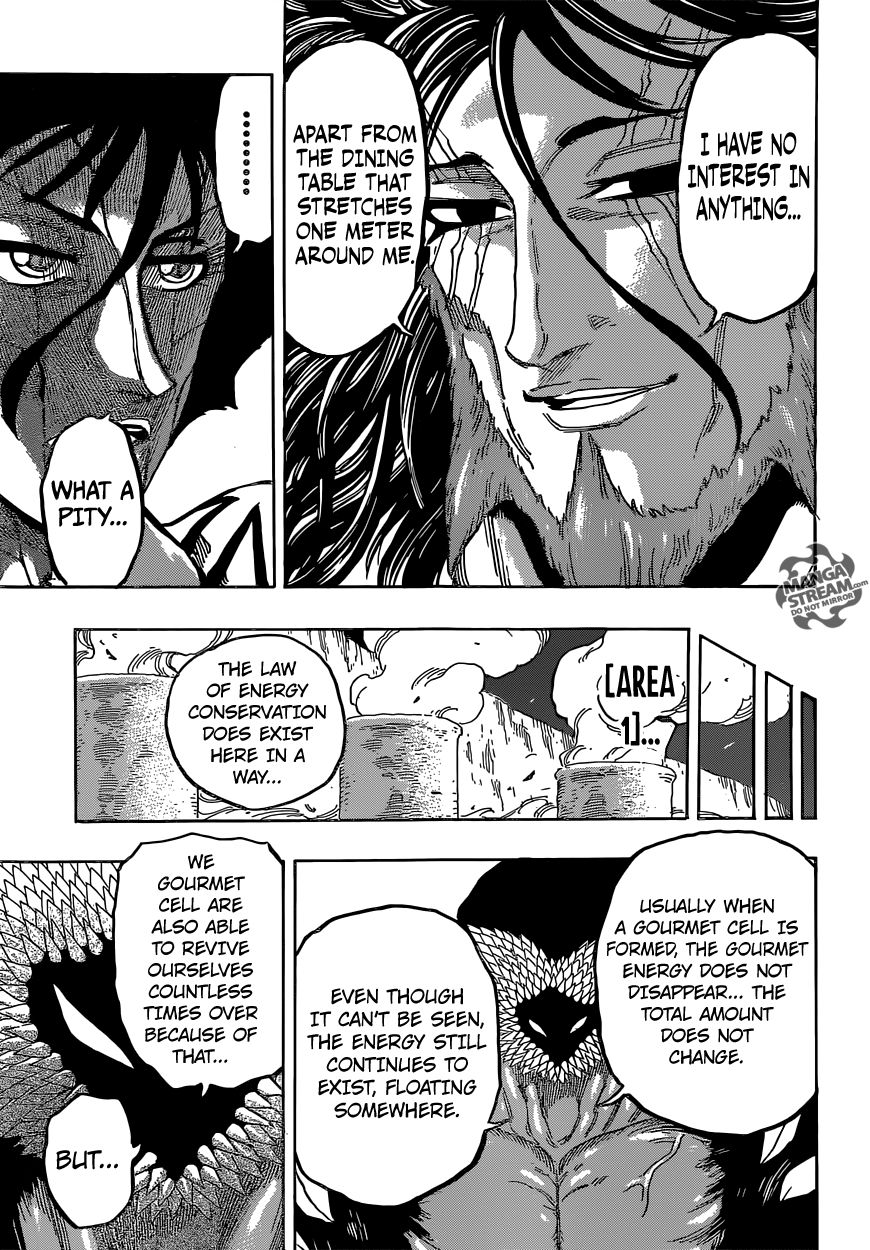 I HAVE NO
INTEREST IN
ANYTHING...
APART FROM
THE DINING
TABLE THAT
STRETCHES
ONE METER
AROUND ME.
.........
WHAT A
PITY...
MANGA
STREAM.com
DO NOT MIRROR
[AREA
1]...
THE LAW
OF ENERGY
CONSERVATION
DOES EXIST
HERE IN A
WAY...
USUALLY WHEN
A GOURMET CELL IS
FORMED, THE GOURMET
ENERGY DOES NOT
DISAPPEAR... THE
TOTAL AMOUNT
DOES NOT
CHANGE.
EVEN THOUGH
IT CAN'T BE SEEN,
THE ENERGY STILL
CONTINUES TO
EXIST, FLOATING
SOMEWHERE.
WE
GOURMET
CELL ARE
ALSO ABLE
TO REVIVE
OURSELVES
COUNTLESS
TIMES OVER
BECAUSE OF
THAT...
BUT...